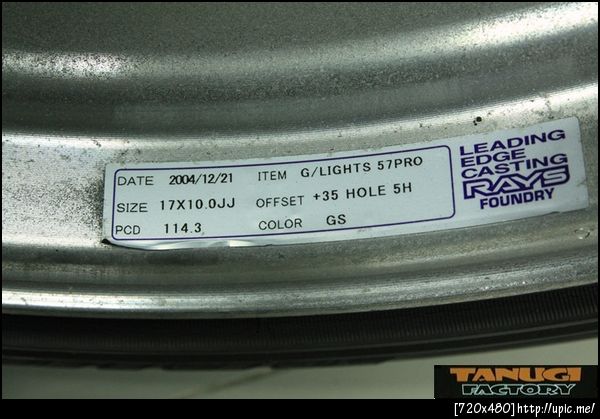 DATE 2004/12/21 ITEM G/LIGHTS 57PRO
SIZE 17X10.0JJ OFFSET +35 HOLE 5H
PCD 114.3 COLOR GS
LEADING
EDGE
CASTING
RAYS
FOUNDRY
TANUGI
FACTORY
[720x480]http://upic.me/